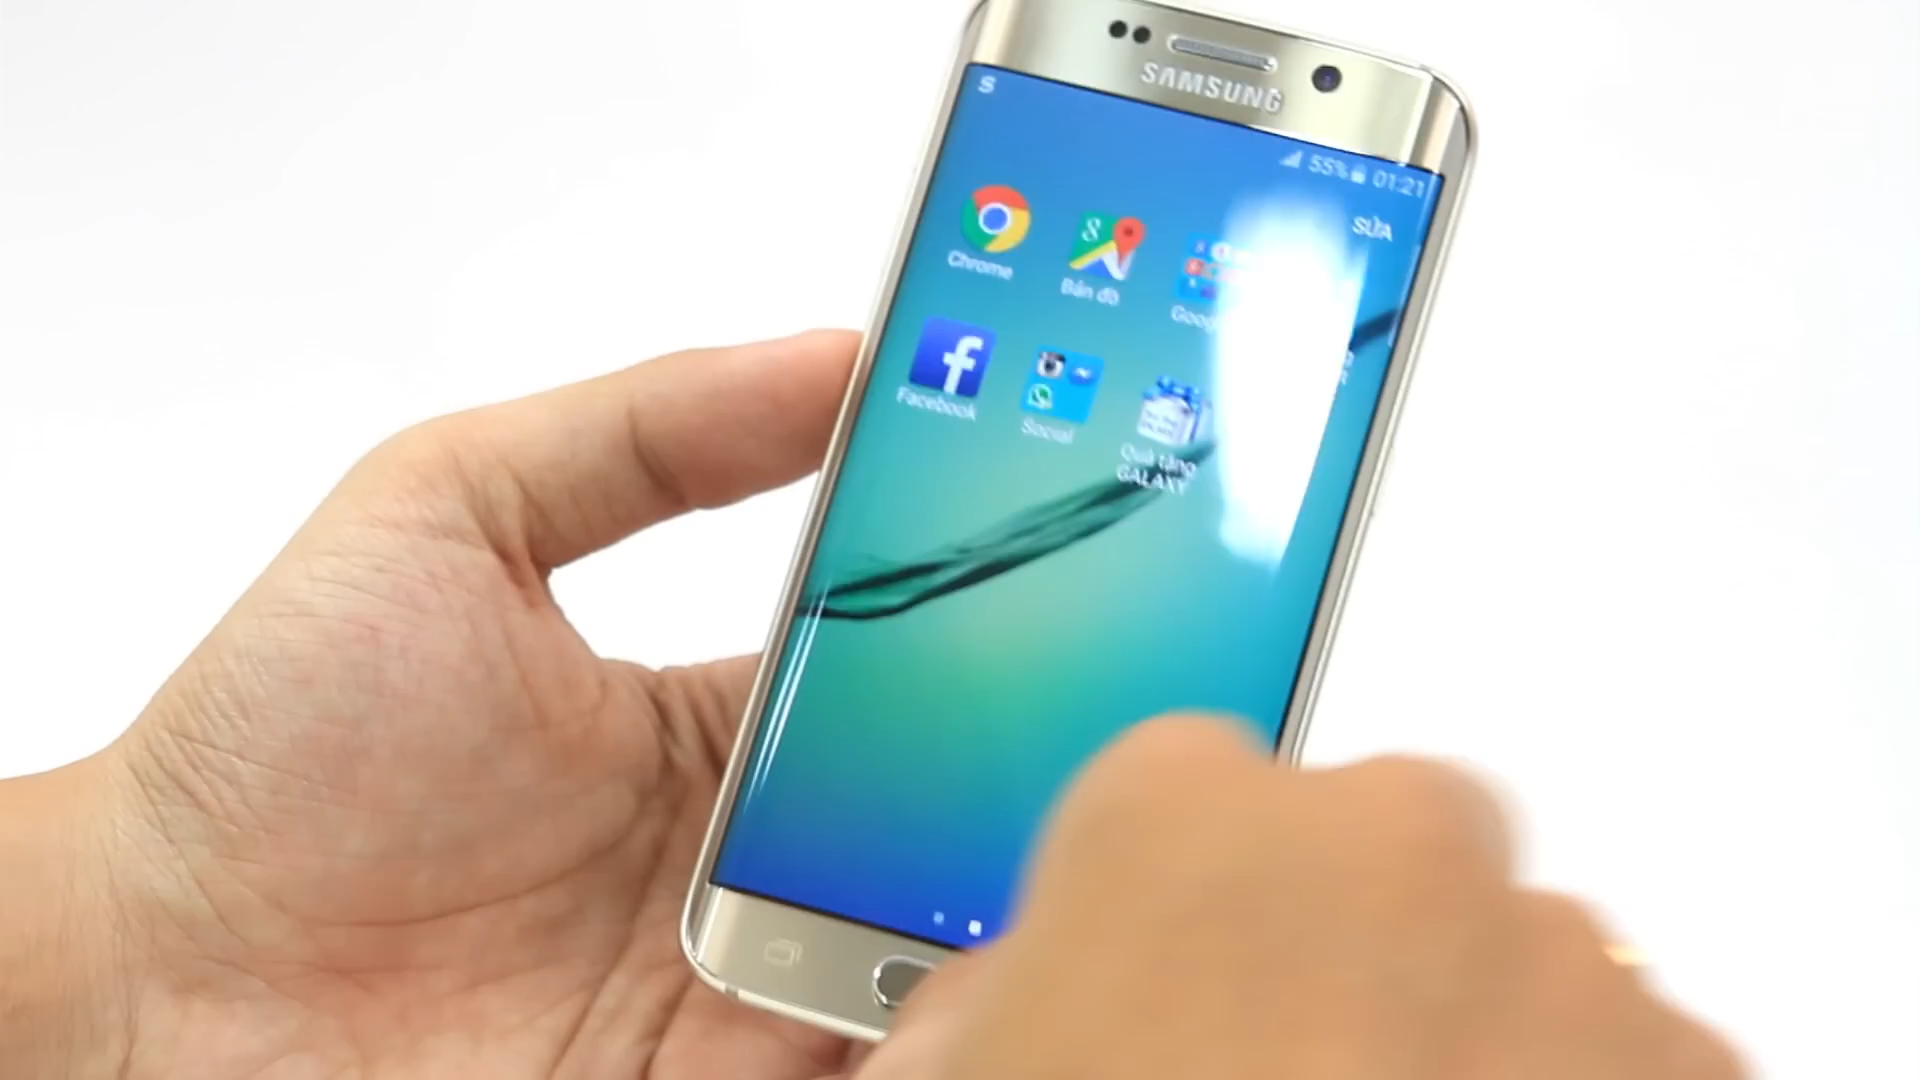 SAMSUNG
55% 01:21
SỬA
Chrome
Bản đồ
Facebook
Social
Quà tặng
GALAXY